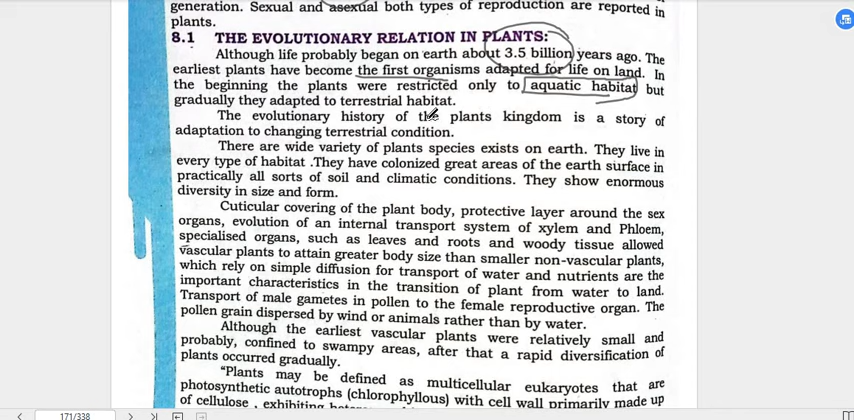 generation. Sexual and asexual both types of reproduction are reported in
plants.
8.1 THE EVOLUTIONARY RELATION IN PLANTS:
Although life probably began on earth about 3.5 billion years ago. The
earliest plants have become the first organisms adapted for life on land. In
the beginning the plants were restricted only to aquatic habitat but
gradually they adapted to terrestrial habitat.
The evolutionary history of the plants kingdom is a story of
adaptation to changing terrestrial condition.
There are wide variety of plants species exists on earth. They live in
every type of habitat .They have colonized great areas of the earth surface in
practically all sorts of soil and climatic conditions. They show enormous
diversity in size and form.
Cuticular covering of the plant body, protective layer around the sex
organs, evolution of an internal transport system of xylem and Phloem,
specialised organs, such as leaves and roots and woody tissue allowed
vascular plants to attain greater body size than smaller non-vascular plants,
which rely on simple diffusion for transport of water and nutrients are the
important characteristics in the transition of plant from water to land.
Transport of male gametes in pollen to the female reproductive organ. The
pollen grain dispersed by wind or animals rather than by water.
Although the earliest vascular plants were relatively small and
probably, confined to swampy areas, after that a rapid diversification of
plants occurred gradually.
"Plants may be defined as multicellular eukaryotes that are
photosynthetic autotrophs (chlorophyllous) with cell wall primarily made up
of cellulose , exhibiting
171/338